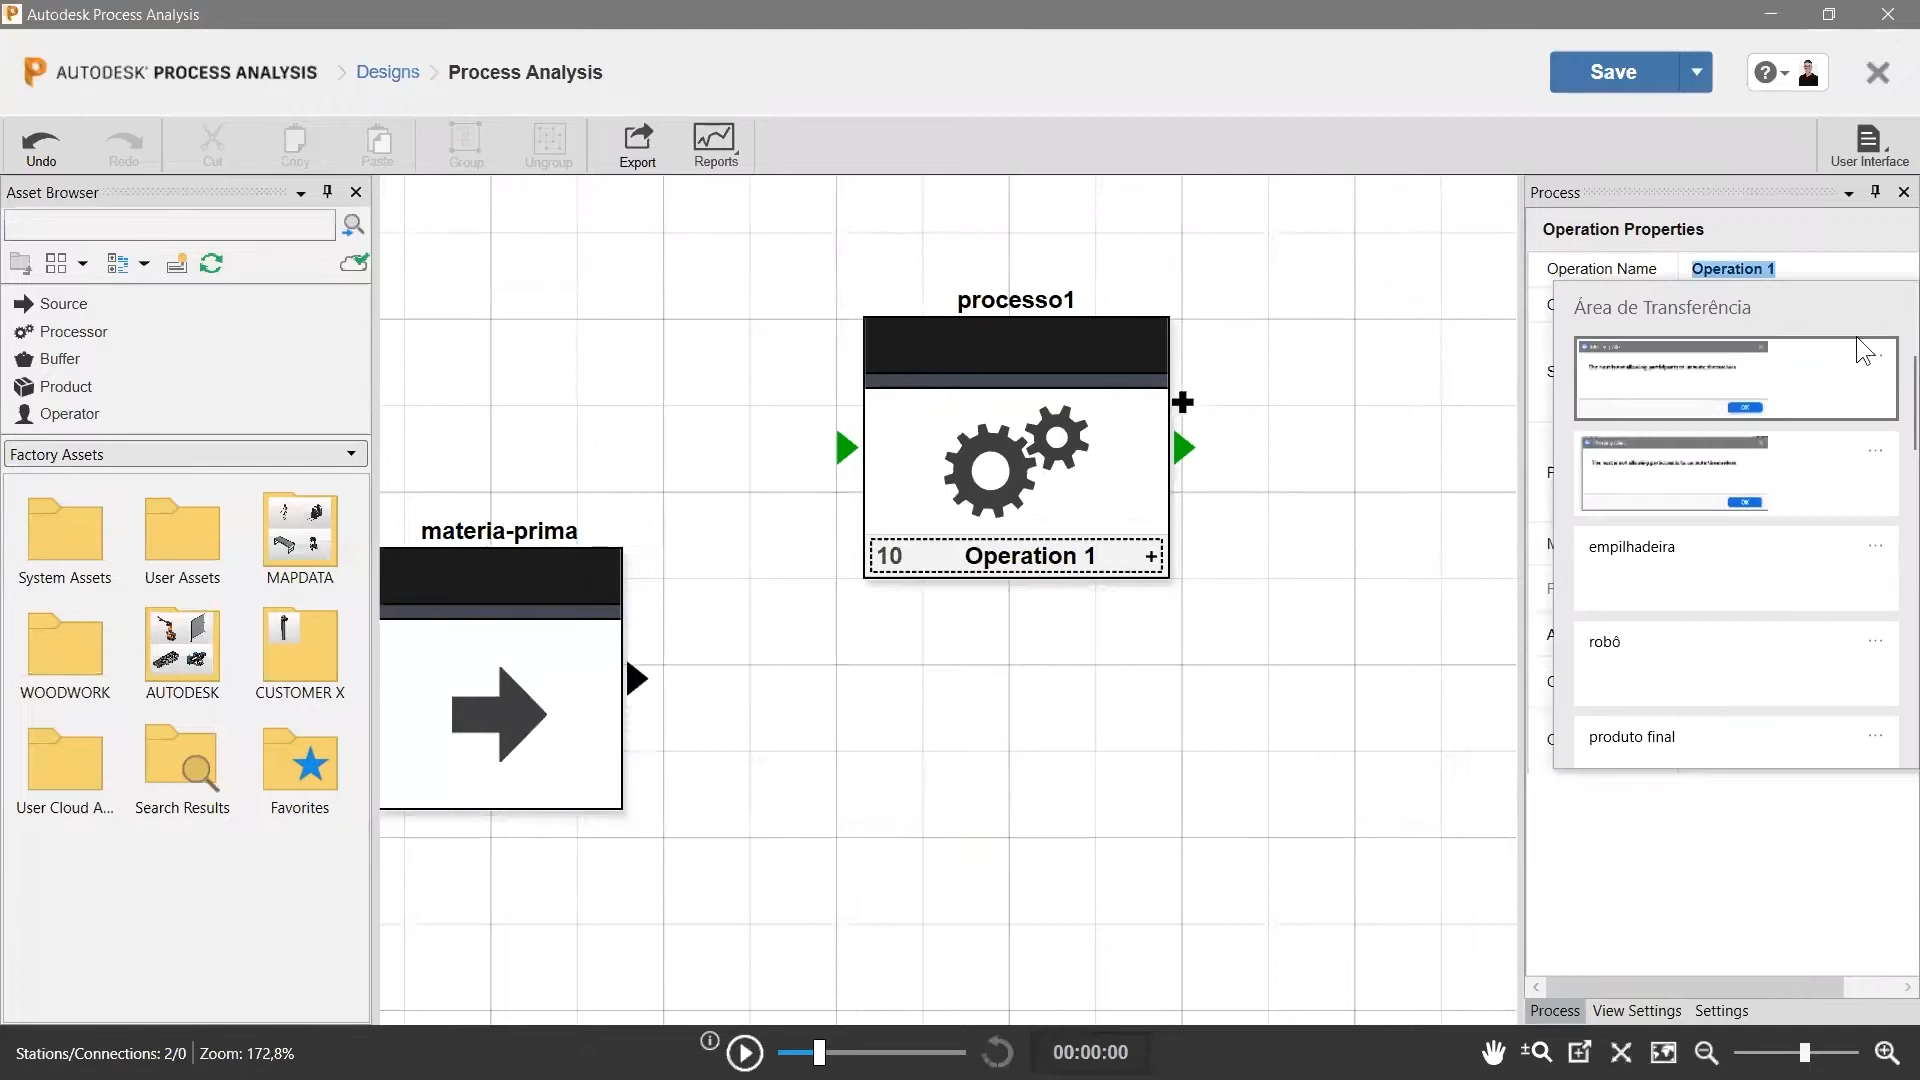 Autodesk Process Analysis
AUTODESK® PROCESS ANALYSIS
Designs
Process Analysis
Save
Undo
Redo
Cut
Copy
Paste
Group
Ungroup
Export
Reports
User Interface
Asset Browser
Source
Processor
Buffer
Product
Operator
Factory Assets
System Assets
User Assets
MAPDATA
WOODWORK
AUTODESK
CUSTOMER X
User Cloud A...
Search Results
Favorites
materia-prima
processo1
10 Operation 1 +
Process
Operation Properties
Operation Name Operation 1
Área de Transferência
OK
OK
empilhadeira
robô
produto final
Process View Settings Settings
Stations/Connections: 2/0
Zoom: 172,8%
00:00:00